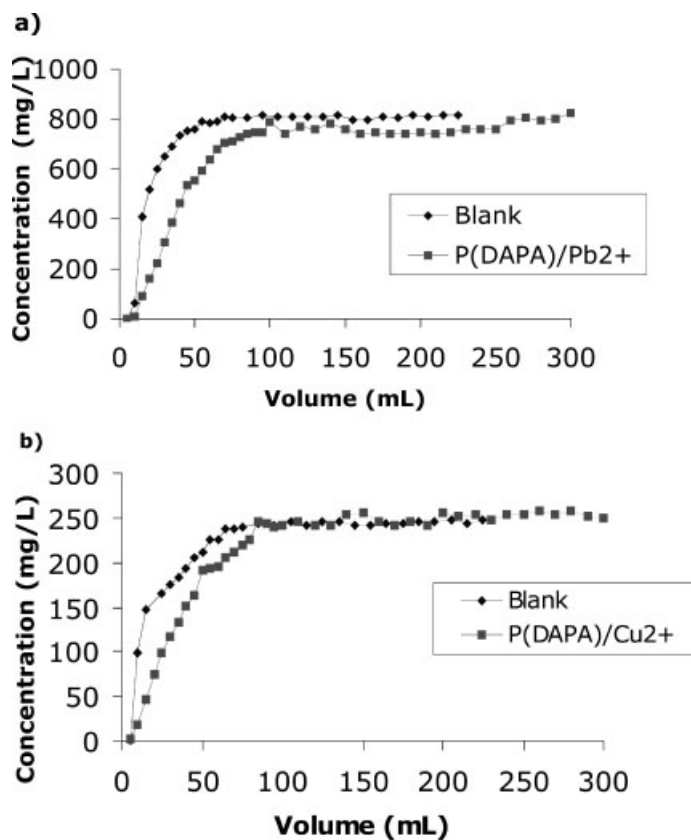 a)
Concentration (mg/L)
1000
800
600
400
200
0
0 50 100 150 200 250 300
Volume (mL)
Blank
P(DAPA)/Pb2+
b)
Concentration (mg/L)
300
250
200
150
100
50
0
0 50 100 150 200 250 300
Volume (mL)
Blank
P(DAPA)/Cu2+